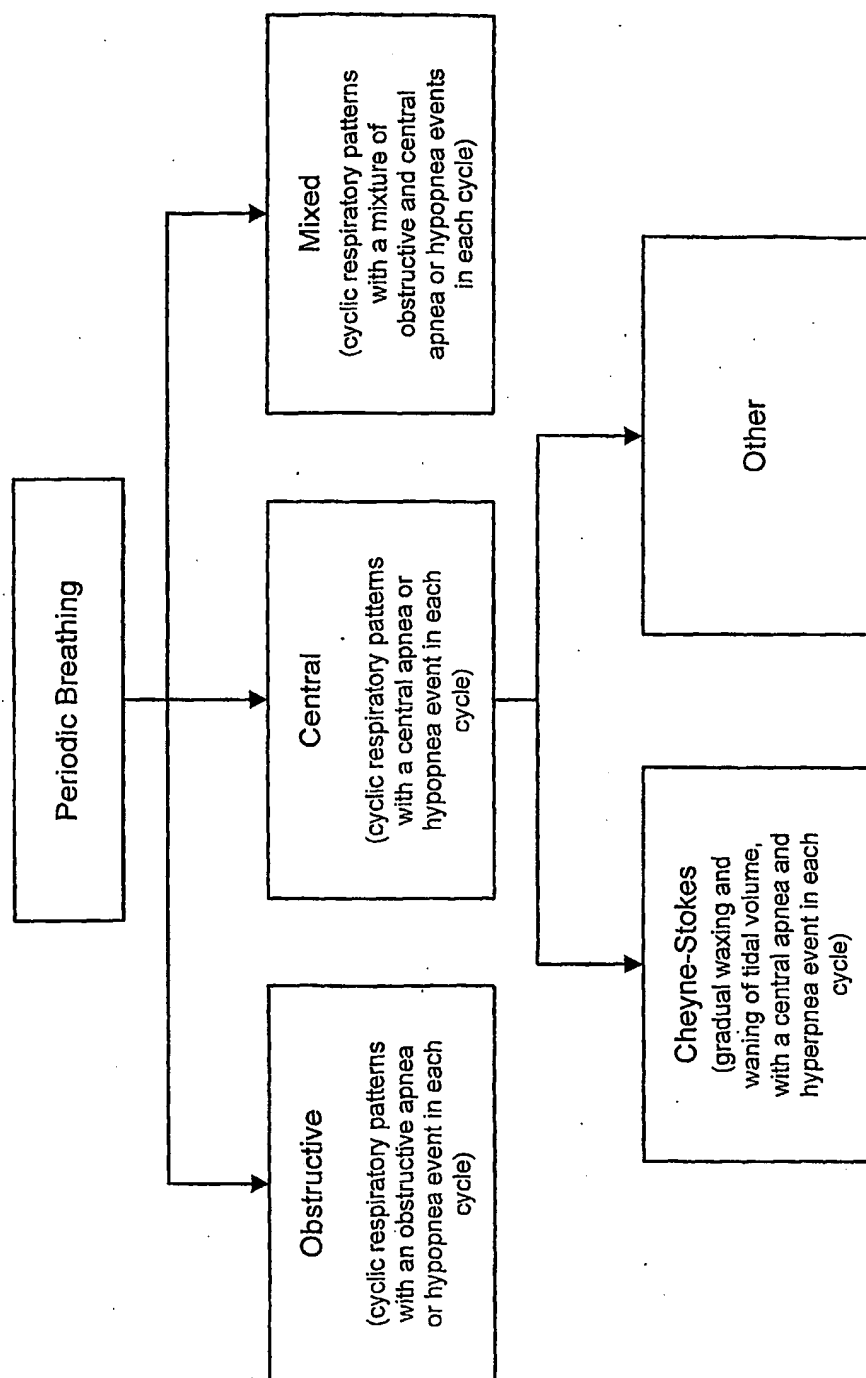 Periodic Breathing
Obstructive
(cyclic respiratory patterns
with an obstructive apnea
or hypopnea event in each
cycle)
Central
(cyclic respiratory patterns
with a central apnea or
hypopnea event in each
cycle)
Mixed
(cyclic respiratory patterns
with a mixture of
obstructive and central
apnea or hypopnea events
in each cycle)
Cheyne-Stokes
(gradual waxing and
waning of tidal volume,
with a central apnea and
hyperpnea event in each
cycle)
Other